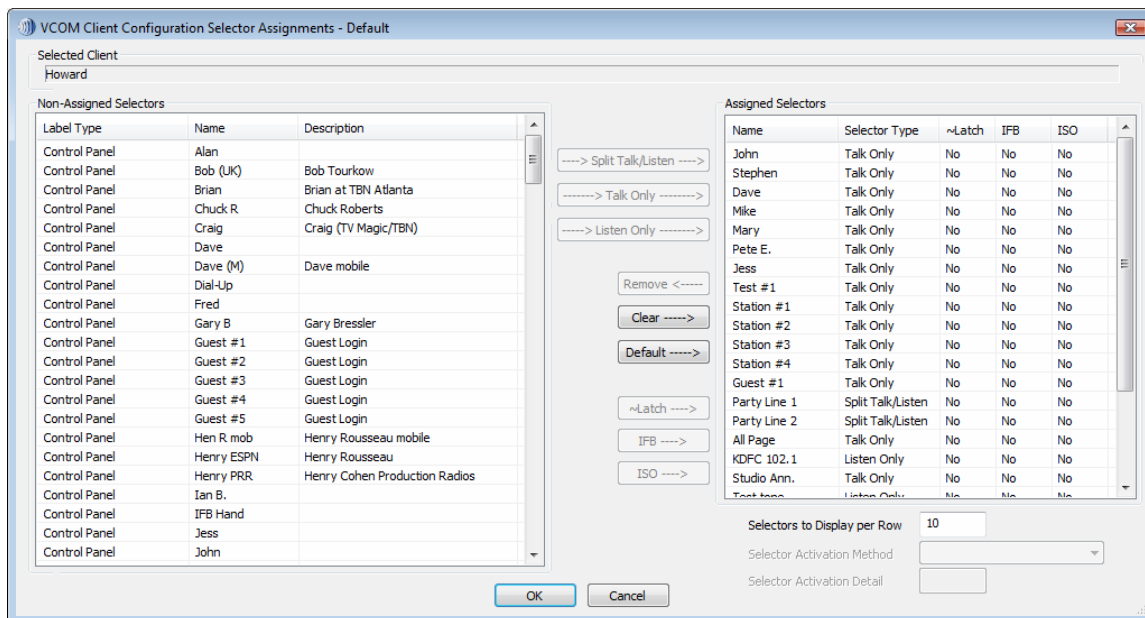 VCOM Client Configuration Selector Assignments - Default
Selected Client
Howard
Non-Assigned Selectors
Label Type Name Description
Control Panel Alan
Control Panel Bob (UK) Bob Tourkow
Control Panel Brian Brian at TBN Atlanta
Control Panel Chuck R Chuck Roberts
Control Panel Craig Craig (TV Magic/TBN)
Control Panel Dave
Control Panel Dave (M) Dave mobile
Control Panel Dial-Up
Control Panel Fred
Control Panel Gary B Gary Bressler
Control Panel Guest #1 Guest Login
Control Panel Guest #2 Guest Login
Control Panel Guest #3 Guest Login
Control Panel Guest #4 Guest Login
Control Panel Guest #5 Guest Login
Control Panel Hen R mob Henry Rousseau mobile
Control Panel Henry ESPN Henry Rousseau
Control Panel Henry PRR Henry Cohen Production Radios
Control Panel Ian B.
Control Panel IFB Hand
Control Panel Jess
Control Panel John
----> Split Talk/Listen ---->
-------> Talk Only -------->
-----> Listen Only -------->
Remove <-----
Clear ----->
Default ----->
~Latch ---->
IFB ---->
ISO ---->
Assigned Selectors
Name Selector Type ~Latch IFB ISO
John Talk Only No No No
Stephen Talk Only No No No
Dave Talk Only No No No
Mike Talk Only No No No
Mary Talk Only No No No
Pete E. Talk Only No No No
Jess Talk Only No No No
Test #1 Talk Only No No No
Station #1 Talk Only No No No
Station #2 Talk Only No No No
Station #3 Talk Only No No No
Station #4 Talk Only No No No
Guest #1 Talk Only No No No
Party Line 1 Split Talk/Listen No No No
Party Line 2 Split Talk/Listen No No No
All Page Talk Only No No No
KDFC 102.1 Listen Only No No No
Studio Ann. Talk Only No No No
Test tone Listen Only No No No
Selectors to Display per Row 10
Selector Activation Method
Selector Activation Detail
OK Cancel